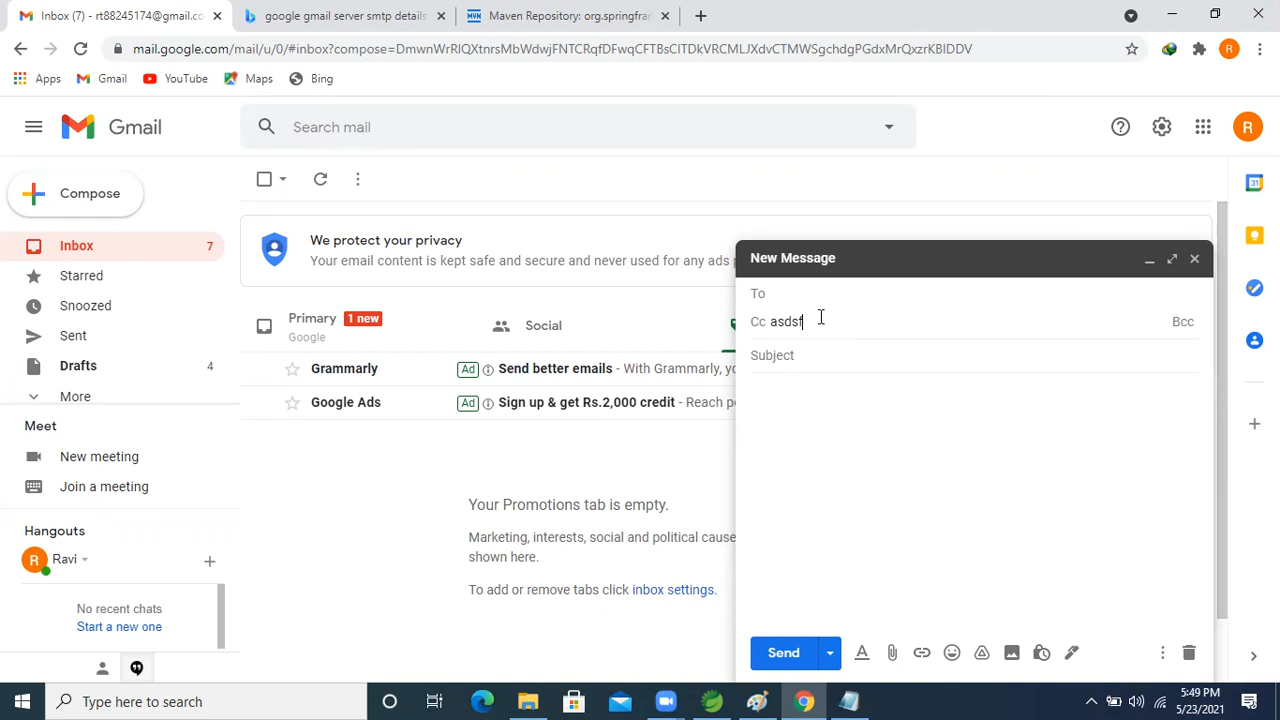 Inbox (7) - rt88245174@gmail.co
google gmail server smtp details
Maven Repository: org.springfran
mail.google.com/mail/u/0/#inbox?compose=DmwnWrRlQXtnrsMbWdwjFNTCRqfDFwqCFTBsClTDkVRCMLJXdvCTMWSgchdgPGdxMrQxzrKBlDVD
R
Apps
Gmail
YouTube
Maps
Bing
Gmail
Search mail
R
Compose
Inbox 7
Starred
Snoozed
Sent
Drafts 4
More
Meet
New meeting
Join a meeting
Hangouts
R Ravi
No recent chats
Start a new one
We protect your privacy
Your email content is kept safe and secure and never used for any ads p
Primary 1 new
Google
Social
Grammarly Ad Send better emails - With Grammarly, yo
Google Ads Ad Sign up & get Rs.2,000 credit - Reach pe
Your Promotions tab is empty.
Marketing, interests, social and political cause
shown here.
To add or remove tabs click inbox settings.
New Message
To
Cc asdsf Bcc
Subject
Send
31
Type here to search
5:49 PM
5/23/2021